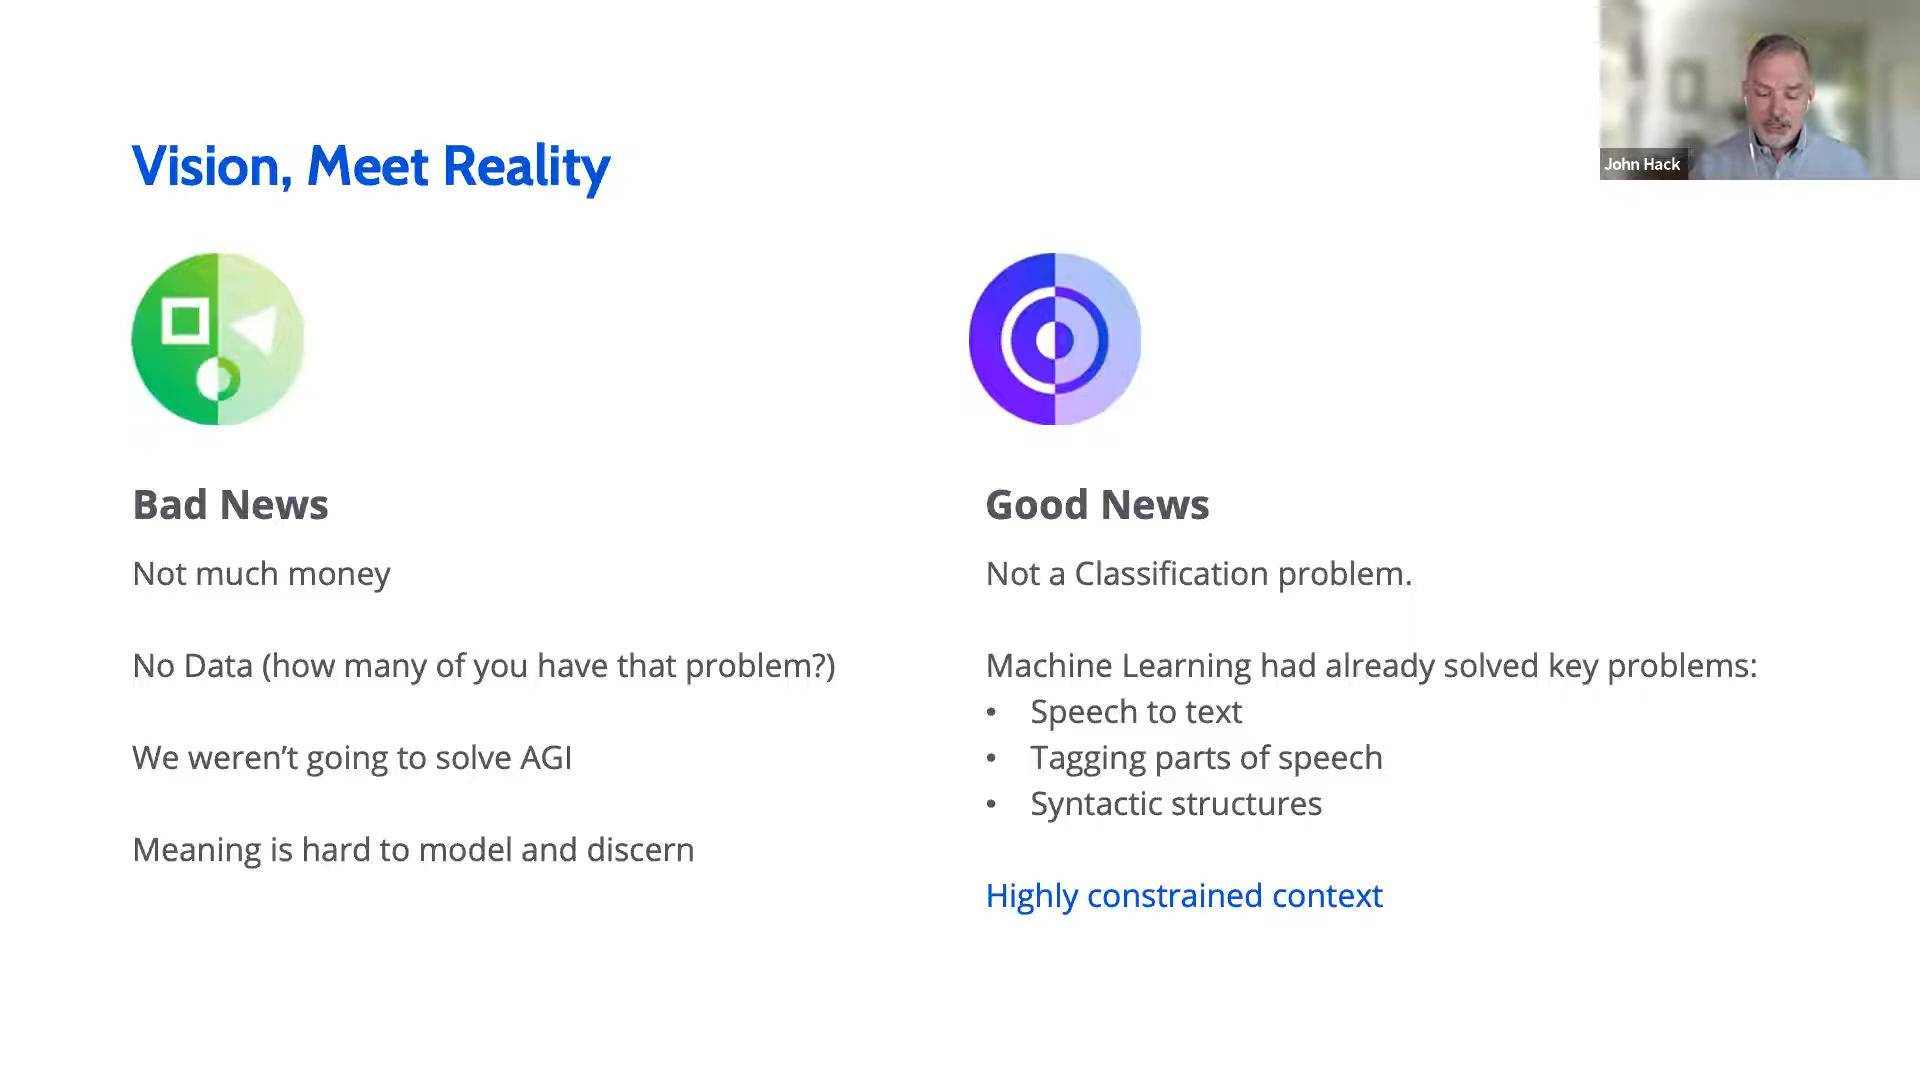 John Hack
Vision, Meet Reality
Bad News
Not much money
No Data (how many of you have that problem?)
We weren’t going to solve AGI
Meaning is hard to model and discern
Good News
Not a Classification problem.
Machine Learning had already solved key problems:
• Speech to text
• Tagging parts of speech
• Syntactic structures
Highly constrained context